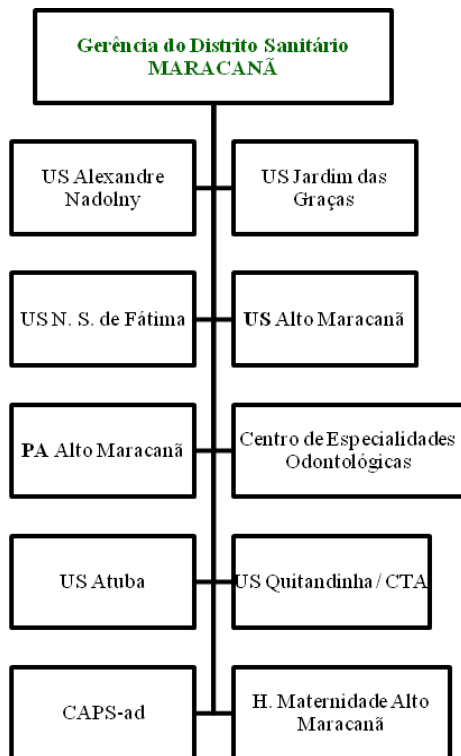 Gerência do Distrito Sanitário
MARACANÃ
US Alexandre
Nadolny
US Jardim das
Graças
US N. S. de Fátima
US Alto Maracanã
PA Alto Maracanã
Centro de Especialidades
Odontológicas
US Atuba
US Quitandinha / CTA
CAPS-ad
H. Maternidade Alto
Maracanã